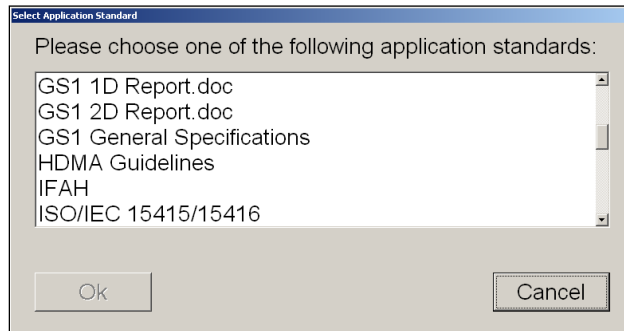 Select Application Standard
Please choose one of the following application standards:
GS1 1D Report.doc
GS1 2D Report.doc
GS1 General Specifications
HDMA Guidelines
IFAH
ISO/IEC 15415/15416
Ok
Cancel